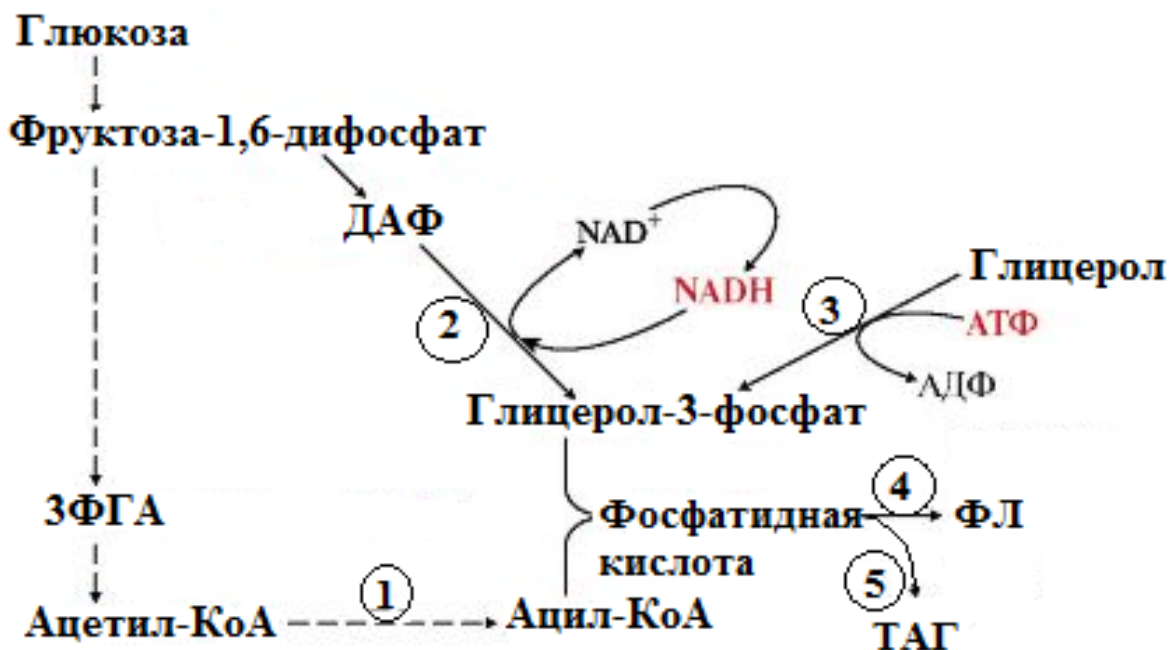 Глюкоза
Фруктоза-1,6-дифосфат
ДАФ
NAD⁺
NADH
Глицерол
2
3
АТФ
АДФ
Глицерол-3-фосфат
3ФГА
4
Фосфатидная
кислота
ФЛ
5
1
Ацетил-КоА
Ацил-КоА
ТАГ